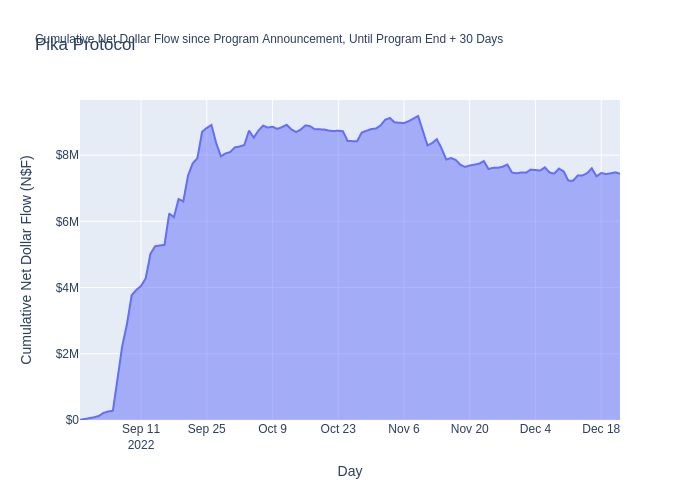 Cumulative Net Dollar Flow since Program Announcement, Until Program End + 30 Days
Pika Protocol
Cumulative Net Dollar Flow (N$F)
$8M
$6M
$4M
$2M
$0
Sep 11
2022
Sep 25
Oct 9
Oct 23
Nov 6
Nov 20
Dec 4
Dec 18
Day